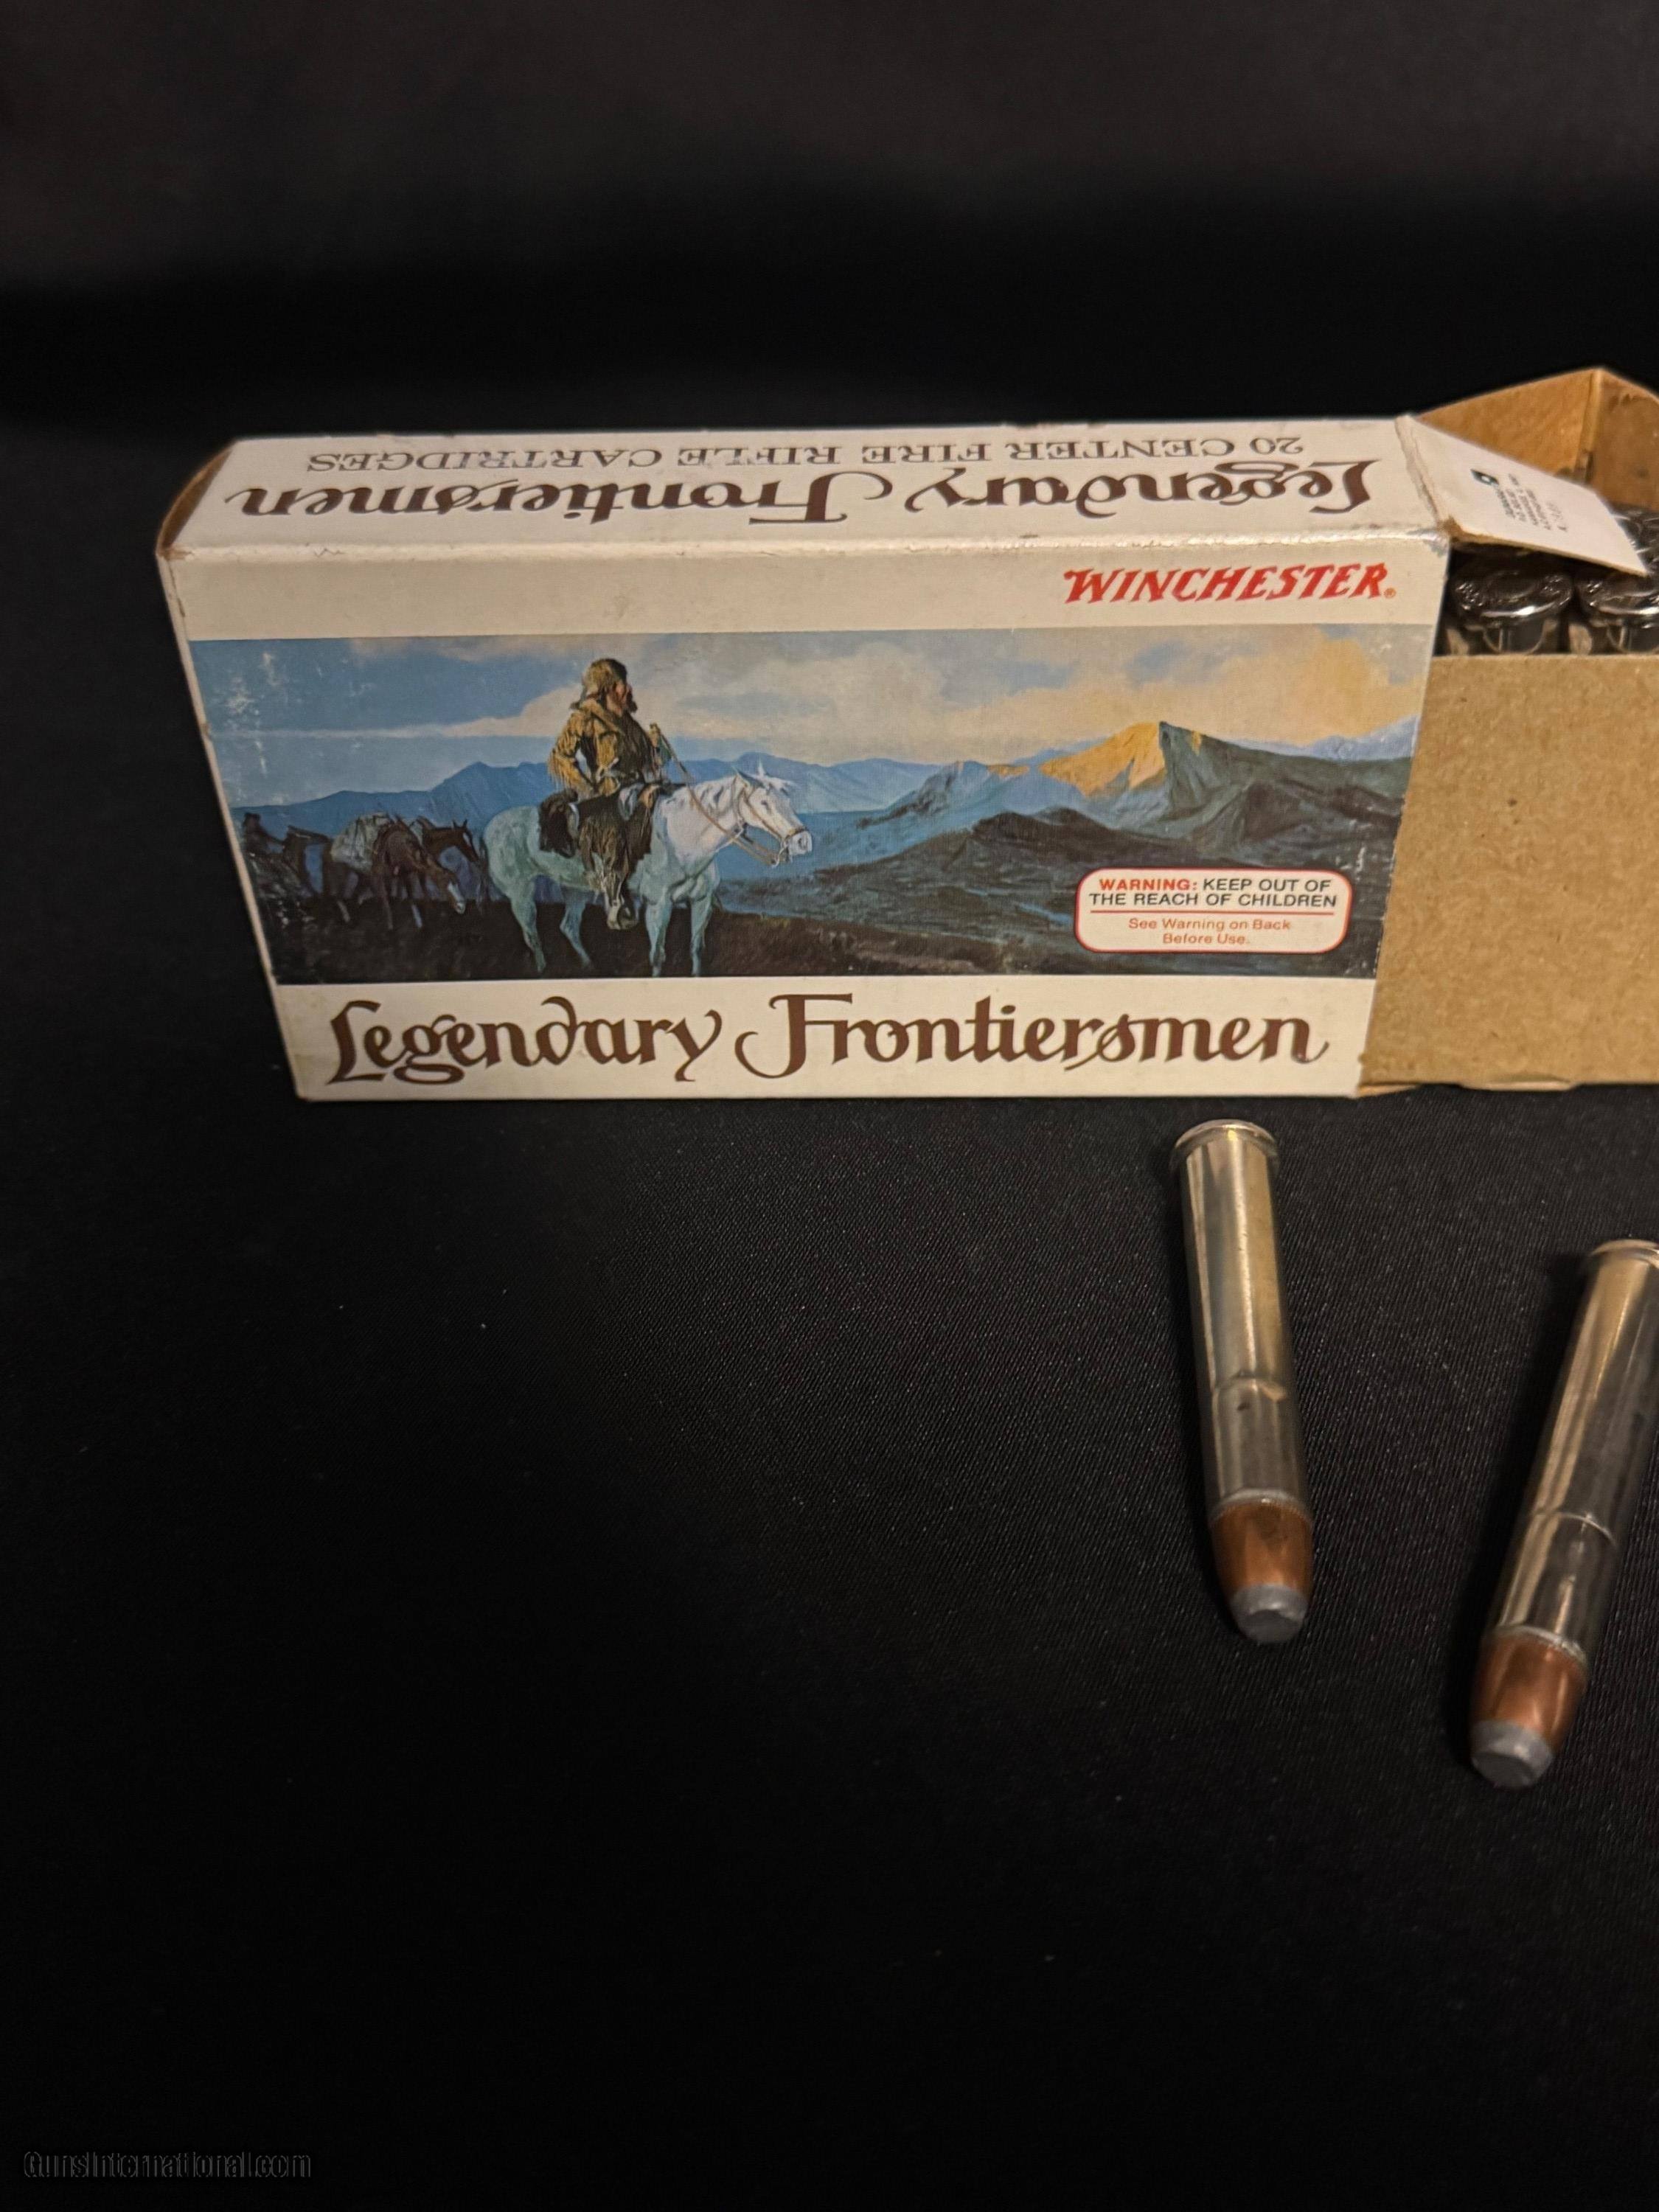 20 CENTER FIRE RIFLE CARTRIDGES
Legendary Frontiersmen
WINCHESTER®
WARNING: KEEP OUT OF
THE REACH OF CHILDREN
See Warning on Back
Before Use.
Legendary Frontiersmen
GunsInternational.com